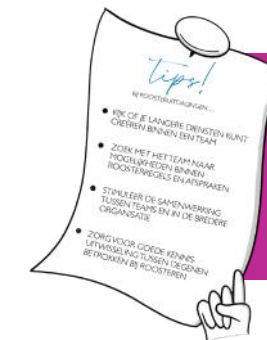 tips!
BIJ ROOSTERUITDAGINGEN...
KIJK OF JE LANGERE DIENSTEN KUNT
CREËREN BINNEN EEN TEAM
ZOEK MET HET TEAM NAAR
MOGELIJKHEDEN BINNEN
ROOSTERREGELS EN AFSPRAKEN
STIMULEER DE SAMENWERKING
TUSSEN TEAMS EN IN DE BREDERE
ORGANISATIE
ZORG VOOR GOEDE KENNIS-
UITWISSELING TUSSEN DEGENEN
BETROKKEN BIJ ROOSTEREN